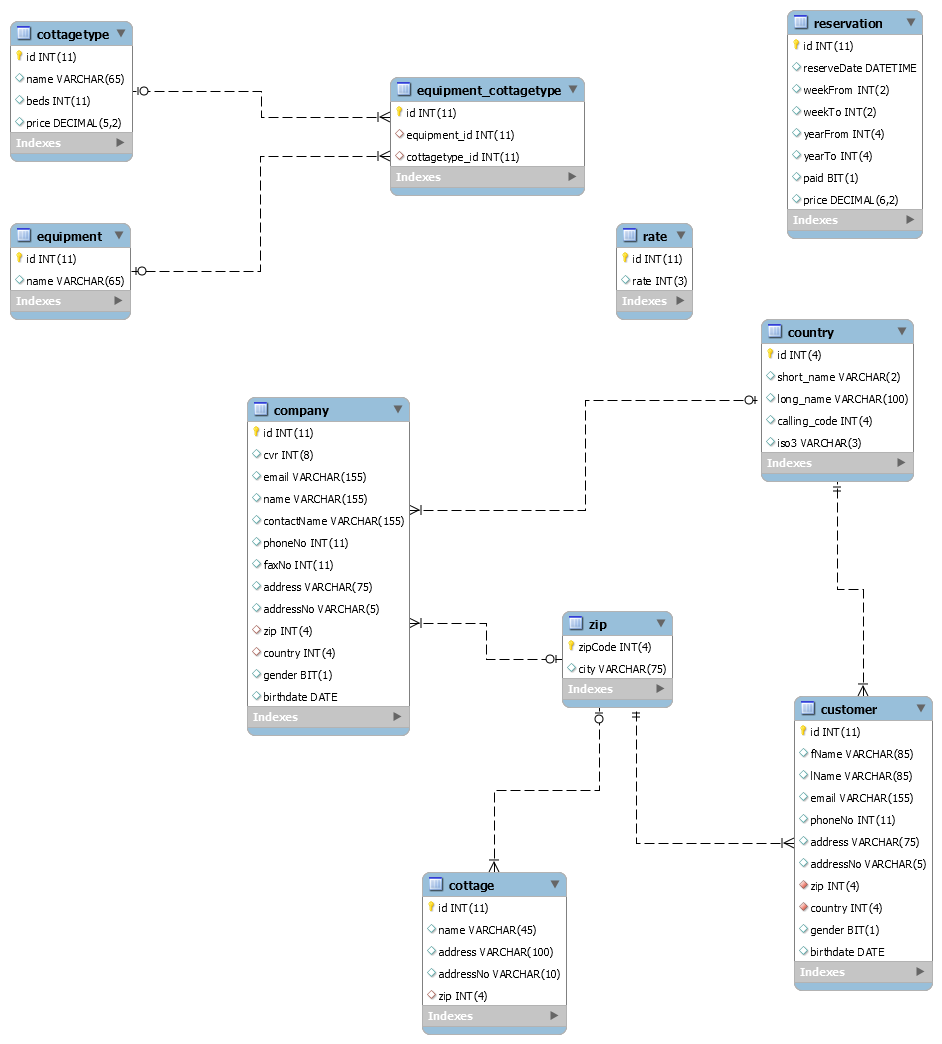 cottagetype
id INT(11)
name VARCHAR(65)
beds INT(11)
price DECIMAL(5,2)
Indexes
equipment_cottagetype
id INT(11)
equipment_id INT(11)
cottagetype_id INT(11)
Indexes
reservation
id INT(11)
reserveDate DATETIME
weekFrom INT(2)
weekTo INT(2)
yearFrom INT(4)
yearTo INT(4)
paid BIT(1)
price DECIMAL(6,2)
Indexes
equipment
id INT(11)
name VARCHAR(65)
Indexes
rate
id INT(11)
rate INT(3)
Indexes
country
id INT(4)
short_name VARCHAR(2)
long_name VARCHAR(100)
calling_code INT(4)
iso3 VARCHAR(3)
Indexes
company
id INT(11)
cvr INT(8)
email VARCHAR(155)
name VARCHAR(155)
contactName VARCHAR(155)
phoneNo INT(11)
faxNo INT(11)
address VARCHAR(75)
addressNo VARCHAR(5)
zip INT(4)
country INT(4)
gender BIT(1)
birthdate DATE
Indexes
zip
zipCode INT(4)
city VARCHAR(75)
Indexes
customer
id INT(11)
fName VARCHAR(85)
lName VARCHAR(85)
email VARCHAR(155)
phoneNo INT(11)
address VARCHAR(75)
addressNo VARCHAR(5)
zip INT(4)
country INT(4)
gender BIT(1)
birthdate DATE
Indexes
cottage
id INT(11)
name VARCHAR(45)
address VARCHAR(100)
addressNo VARCHAR(10)
zip INT(4)
Indexes